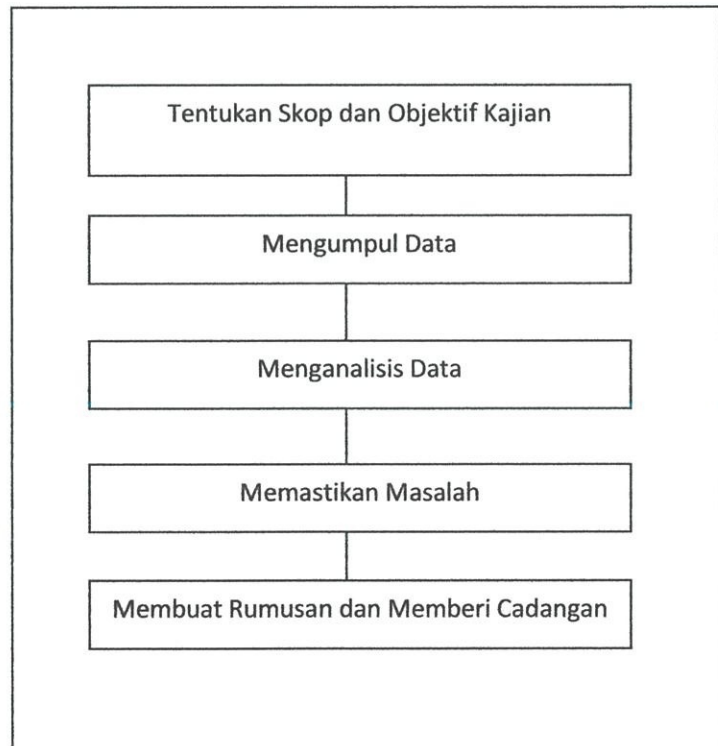 Tentukan Skop dan Objektif Kajian
Mengumpul Data
Menganalisis Data
Memastikan Masalah
Membuat Rumusan dan Memberi Cadangan